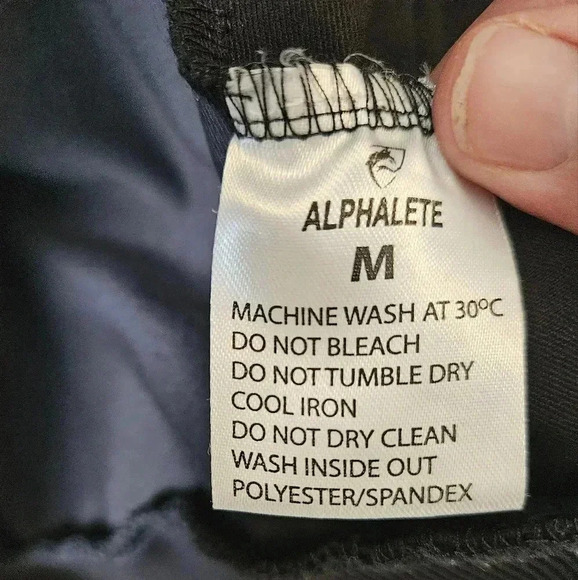 ALPHALETE
M
MACHINE WASH AT 30°C
DO NOT BLEACH
DO NOT TUMBLE DRY
COOL IRON
DO NOT DRY CLEAN
WASH INSIDE OUT
POLYESTER/SPANDEX